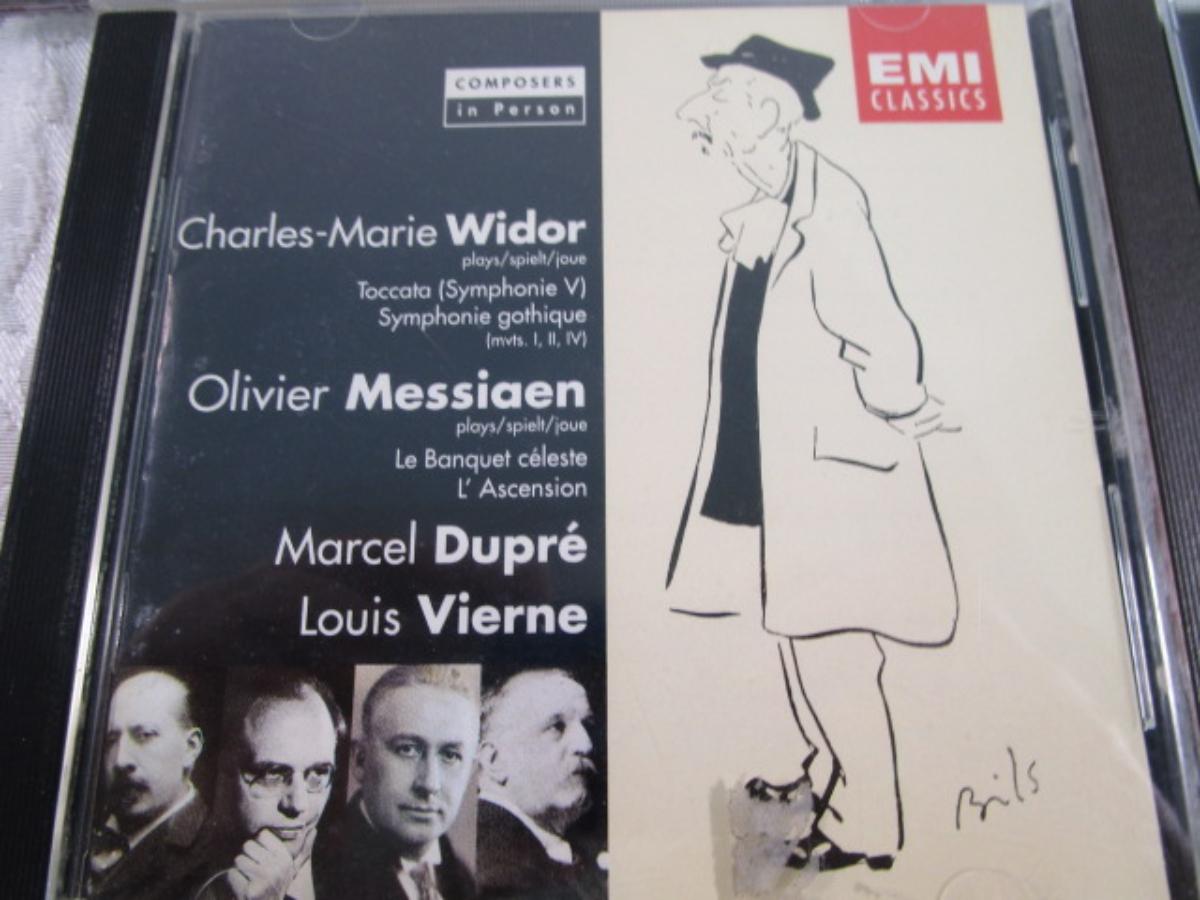 COMPOSERS
in Person
EMI
CLASSICS
Charles-Marie Widor
plays/spielt/joue
Toccata (Symphonie V)
Symphonie gothique
(mvts. I, II, IV)
Olivier Messiaen
plays/spielt/joue
Le Banquet céleste
L' Ascension
Marcel Dupré
Louis Vierne